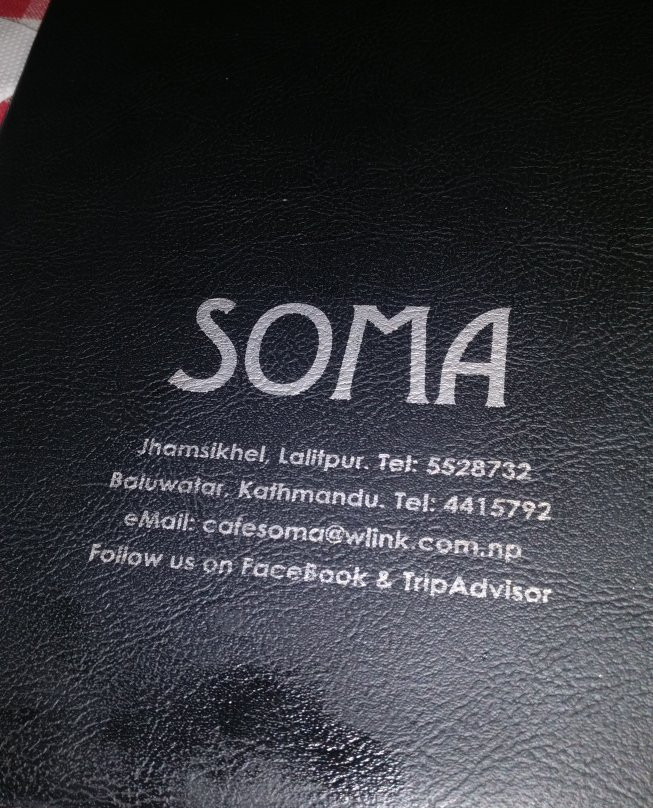 SOMA
Jhamsikhel, Lalitpur. Tel: 5528732
Baluwatar, Kathmandu. Tel: 4415792
eMail: cafesoma@wlink.com.np
Follow us on FaceBook & TripAdvisor